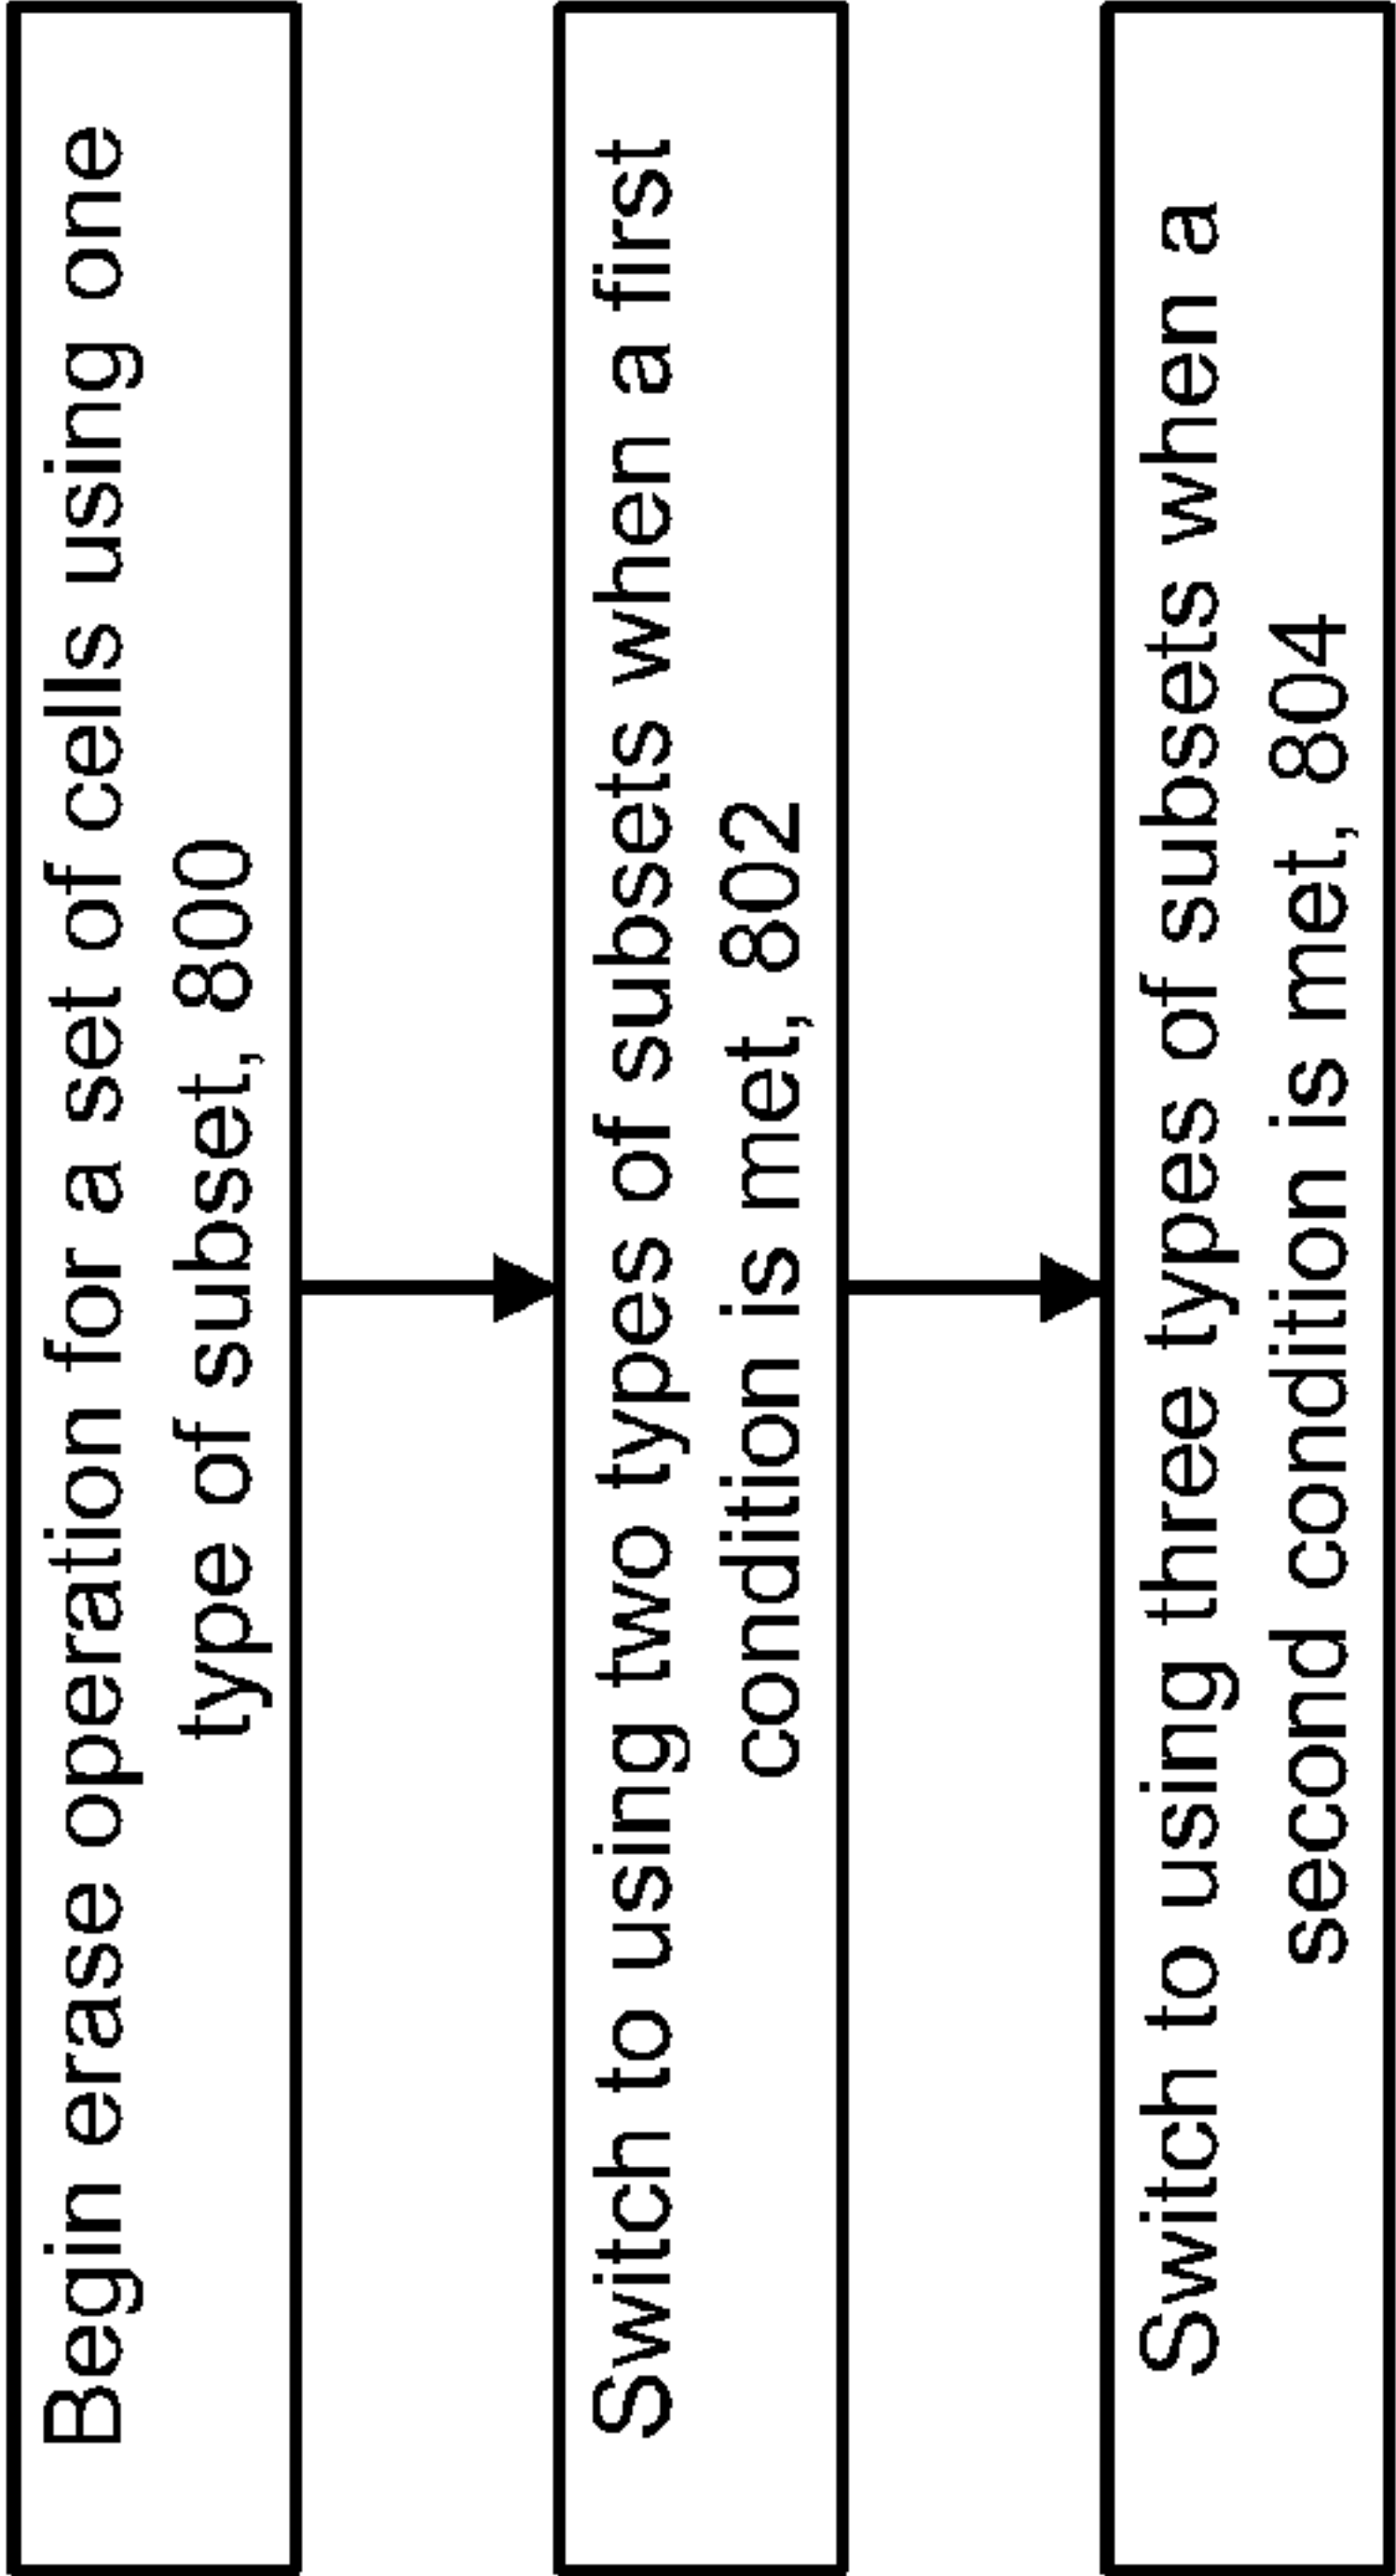 Begin erase operation for a set of cells using one
type of subset, 800
Switch to using two types of subsets when a first
condition is met, 802
Switch to using three types of subsets when a
second condition is met, 804